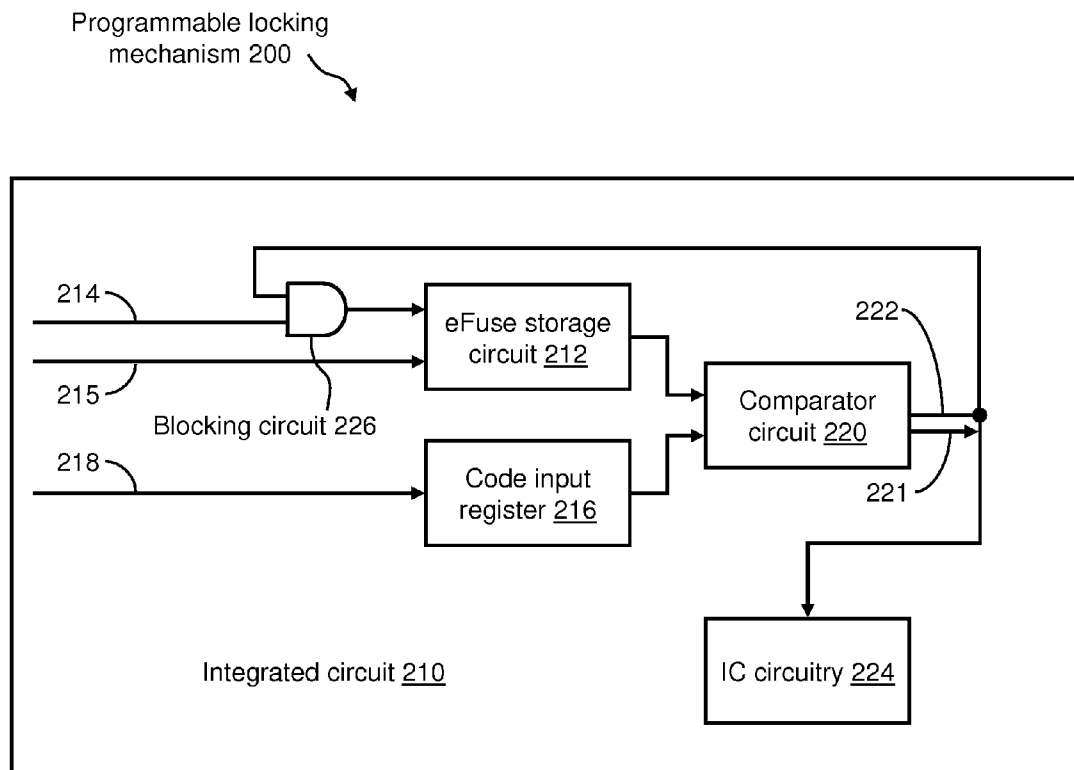 Programmable locking
mechanism 200
214
eFuse storage
circuit 212
222
215
Blocking circuit 226
Comparator
circuit 220
218
Code input
register 216
221
Integrated circuit 210
IC circuitry 224